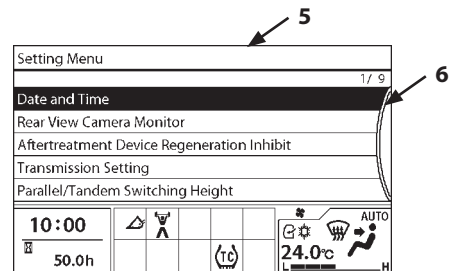 5
Setting Menu
1/ 9
6
Date and Time
Rear View Camera Monitor
Aftertreatment Device Regeneration Inhibit
Transmission Setting
Parallel/Tandem Switching Height
10:00
50.0h
TC
AUTO
24.0℃
L H